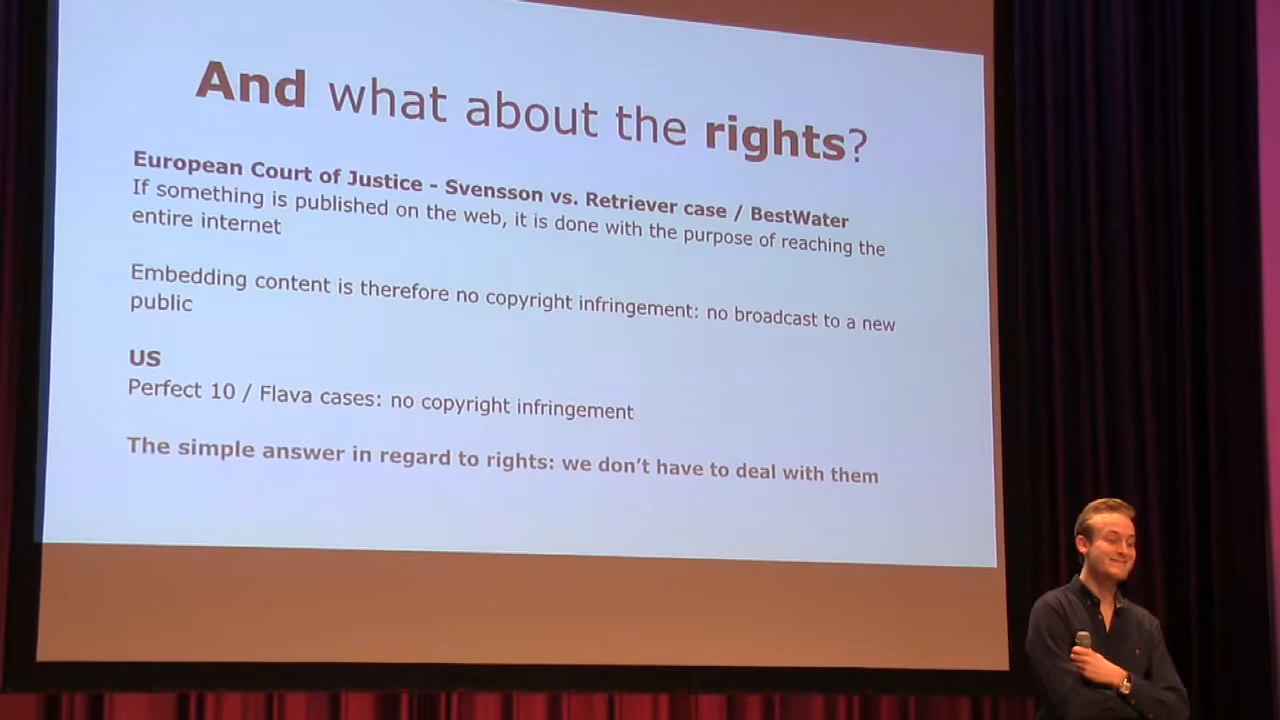 And what about the rights?
European Court of Justice - Svensson vs. Retriever case / BestWater
If something is published on the web, it is done with the purpose of reaching the
entire internet
Embedding content is therefore no copyright infringement: no broadcast to a new
public
US
Perfect 10 / Flava cases: no copyright infringement
The simple answer in regard to rights: we don't have to deal with them